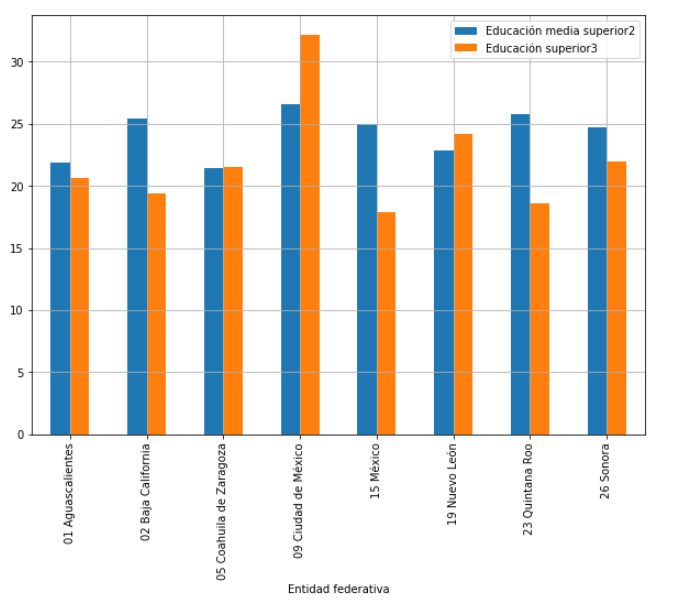 Educación media superior2
Educación superior3
30
25
20
15
10
5
0
01 Aguascalientes
02 Baja California
05 Coahuila de Zaragoza
09 Ciudad de México
15 México
19 Nuevo León
23 Quintana Roo
26 Sonora
Entidad federativa